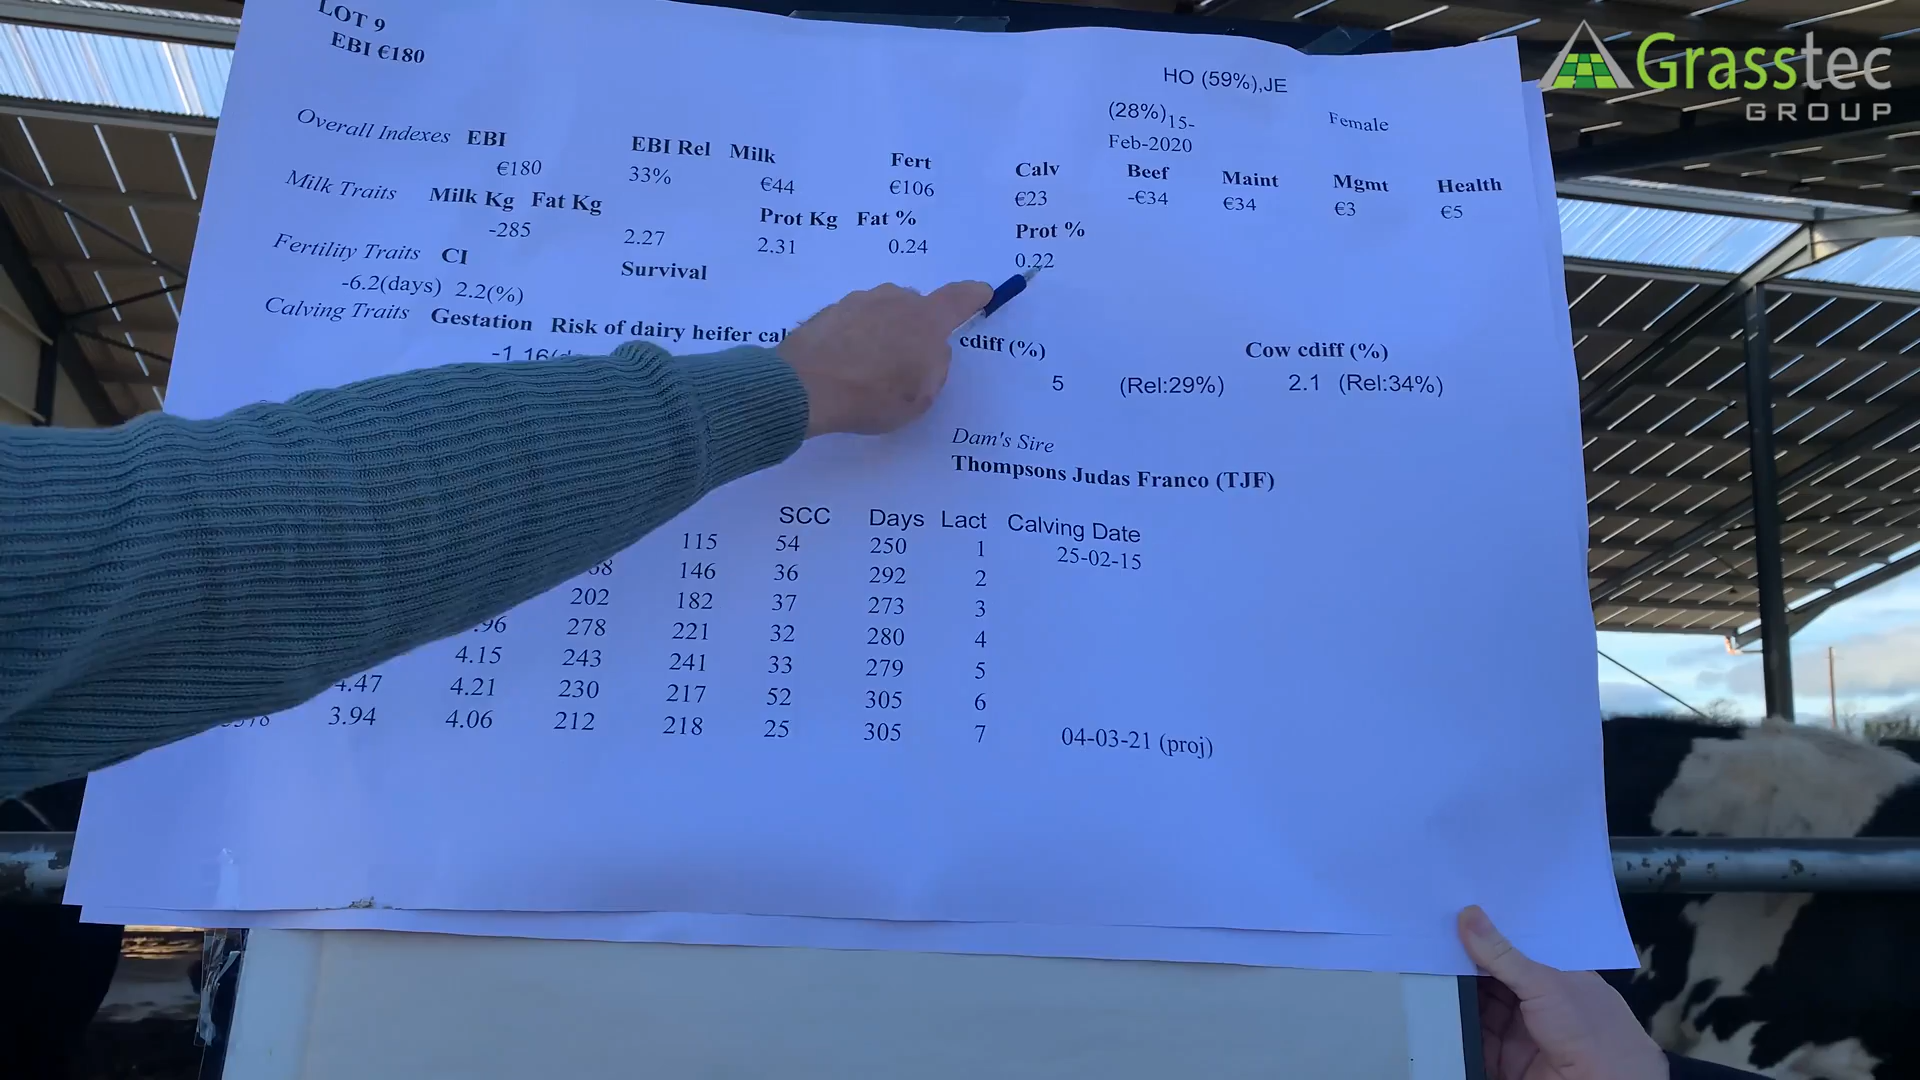 LOT 9
EBI €180
Grasstec
GROUP
HO (59%),JE
(28%)15-
Feb-2020
Female
Overall Indexes EBI EBI Rel Milk Fert Calv Beef Maint Mgmt Health
€180 33% €44 €106 €23 -€34 €34 €3 €5
Milk Traits Milk Kg Fat Kg Prot Kg Fat % Prot %
-285 2.27 2.31 0.24 0.22
Fertility Traits CI Survival
-6.2(days) 2.2(%)
Calving Traits Gestation Risk of dairy heifer cdiff (%) Cow cdiff (%)
5 (Rel:29%) 2.1 (Rel:34%)
Dam's Sire
Thompsons Judas Franco (TJF)
SCC Days Lact Calving Date
115 54 250 1 25-02-15
146 36 292 2
202 182 37 273 3
278 221 32 280 4
4.15 243 241 33 279 5
4.47 4.21 230 217 52 305 6
3.94 4.06 212 218 25 305 7 04-03-21 (proj)